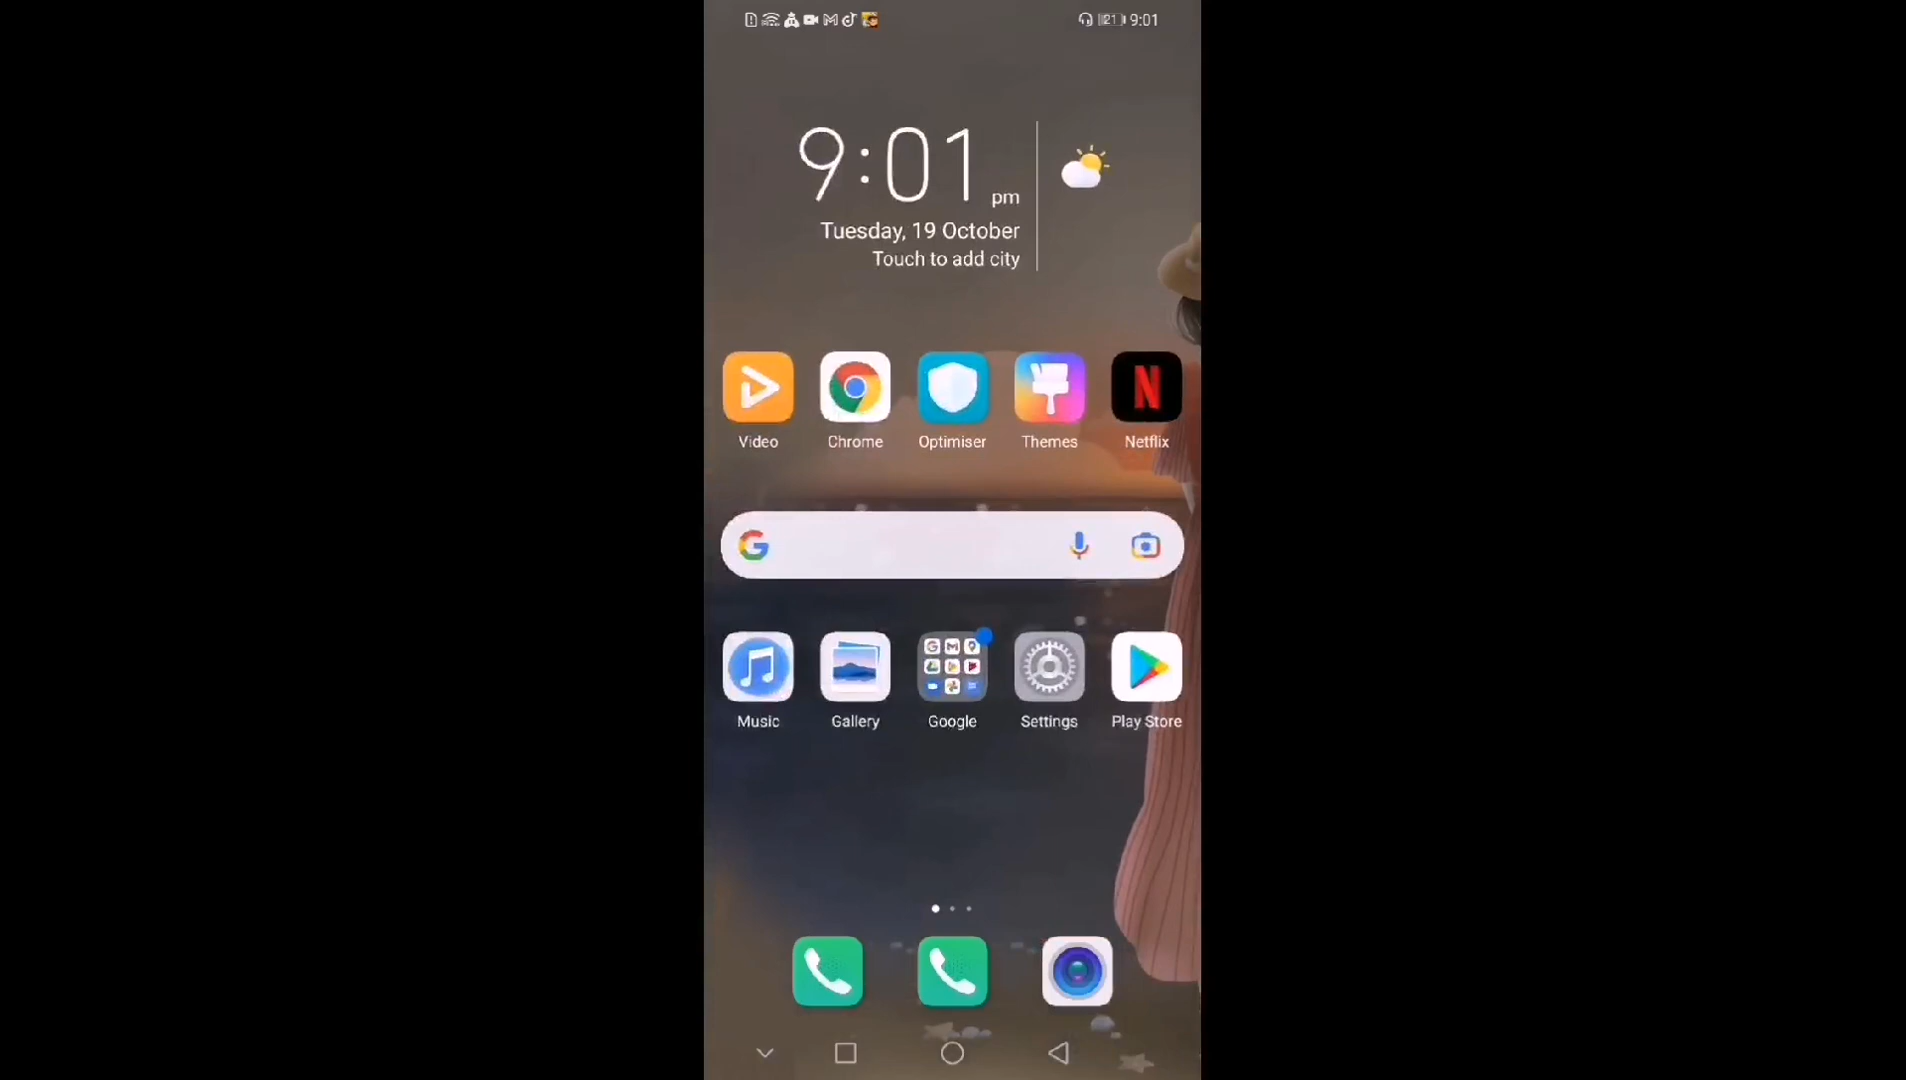 21 9:01
9:01 pm
Tuesday, 19 October
Touch to add city
Video Chrome Optimiser Themes Netflix
Music Gallery Google Settings Play Store